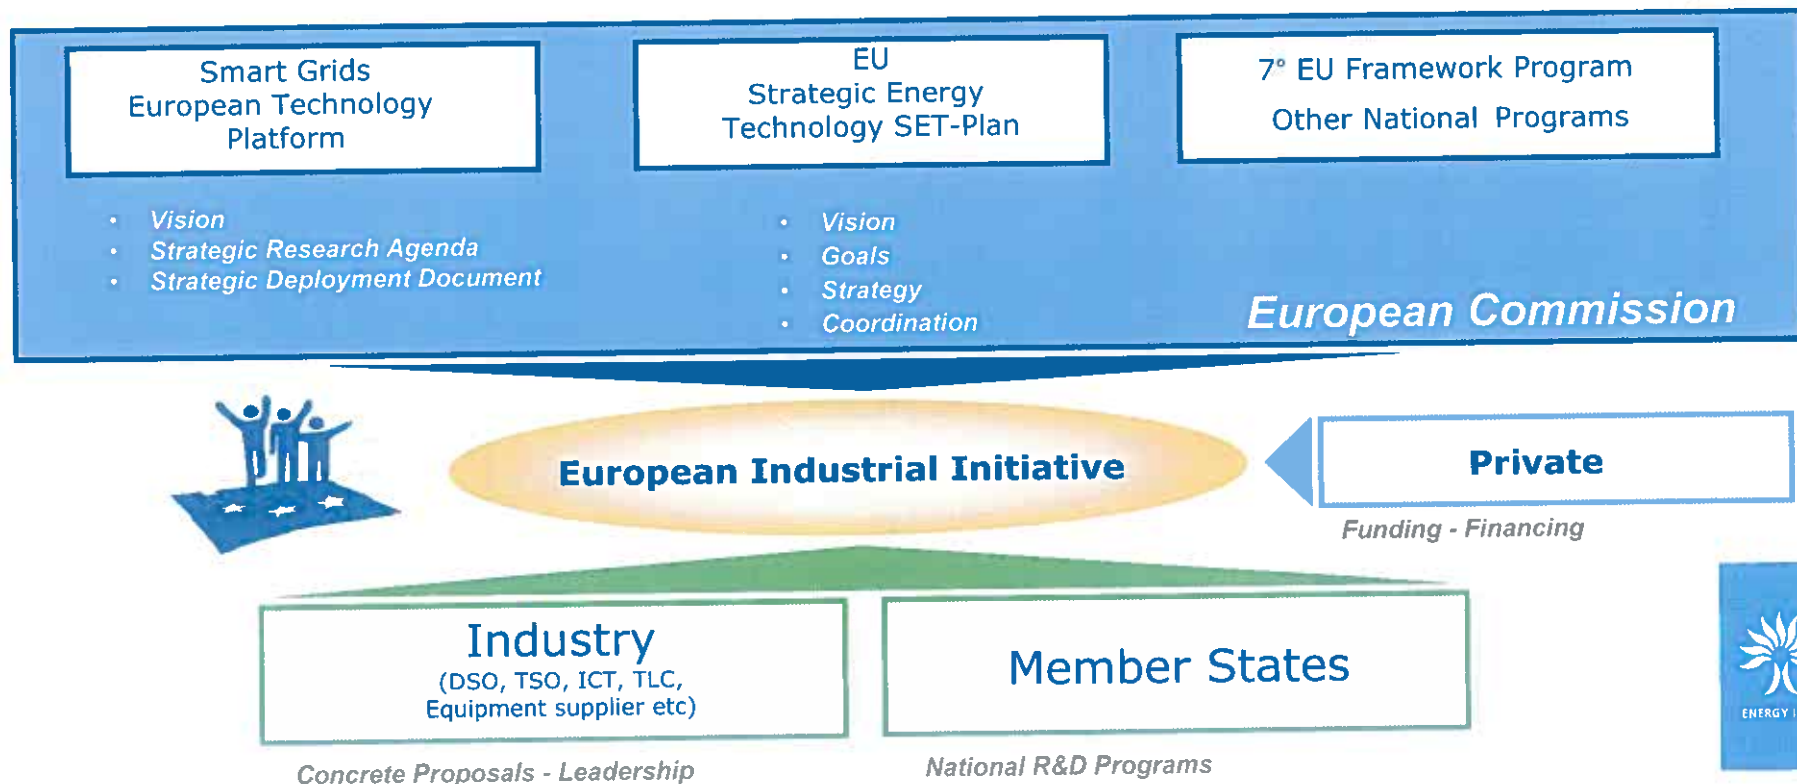 Smart Grids
European Technology
Platform
EU
Strategic Energy
Technology SET-Plan
7° EU Framework Program
Other National Programs
• Vision
• Strategic Research Agenda
• Strategic Deployment Document
• Vision
• Goals
• Strategy
• Coordination
European Commission
European Industrial Initiative
Private
Funding - Financing
Industry
(DSO, TSO, ICT, TLC,
Equipment supplier etc)
Member States
Concrete Proposals - Leadership
National R&D Programs
ENERGY